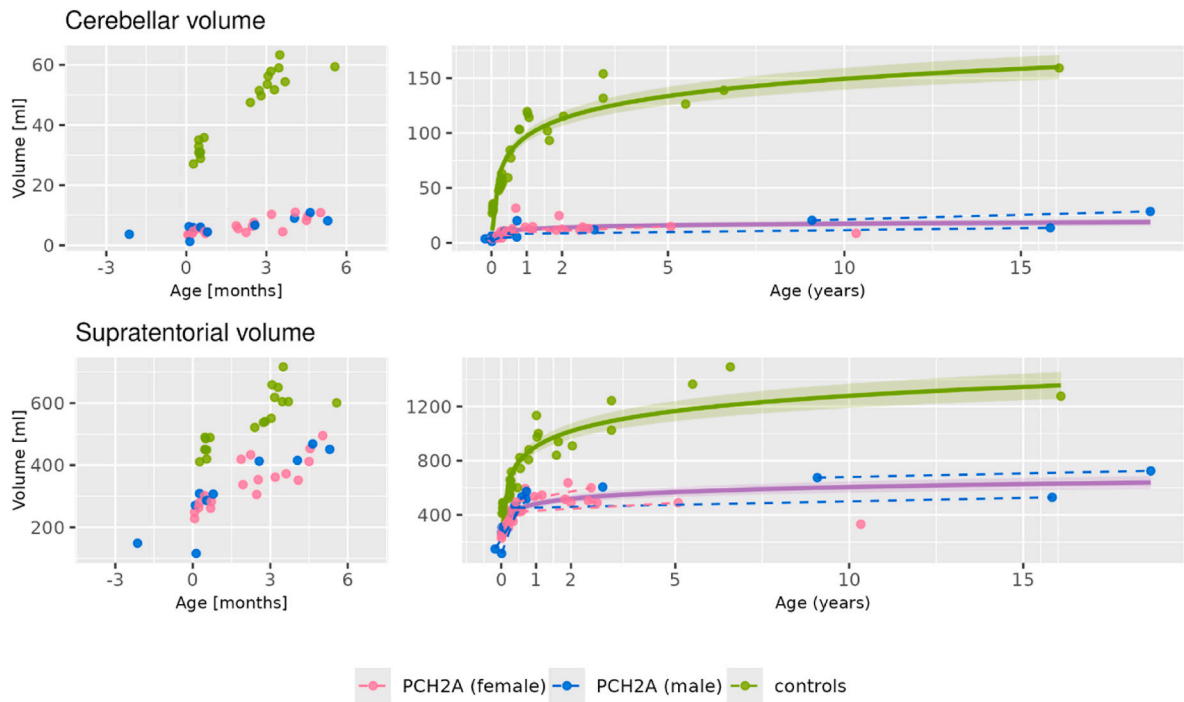 Cerebellar volume
Volume [ml]
60
40
20
0
-3 0 3 6
Age [months]
150
100
50
0
0 1 2 5 10 15
Age (years)
Supratentorial volume
Volume [ml]
600
400
200
-3 0 3 6
Age [months]
1200
800
400
0 1 2 5 10 15
Age (years)
PCH2A (female) PCH2A (male) controls